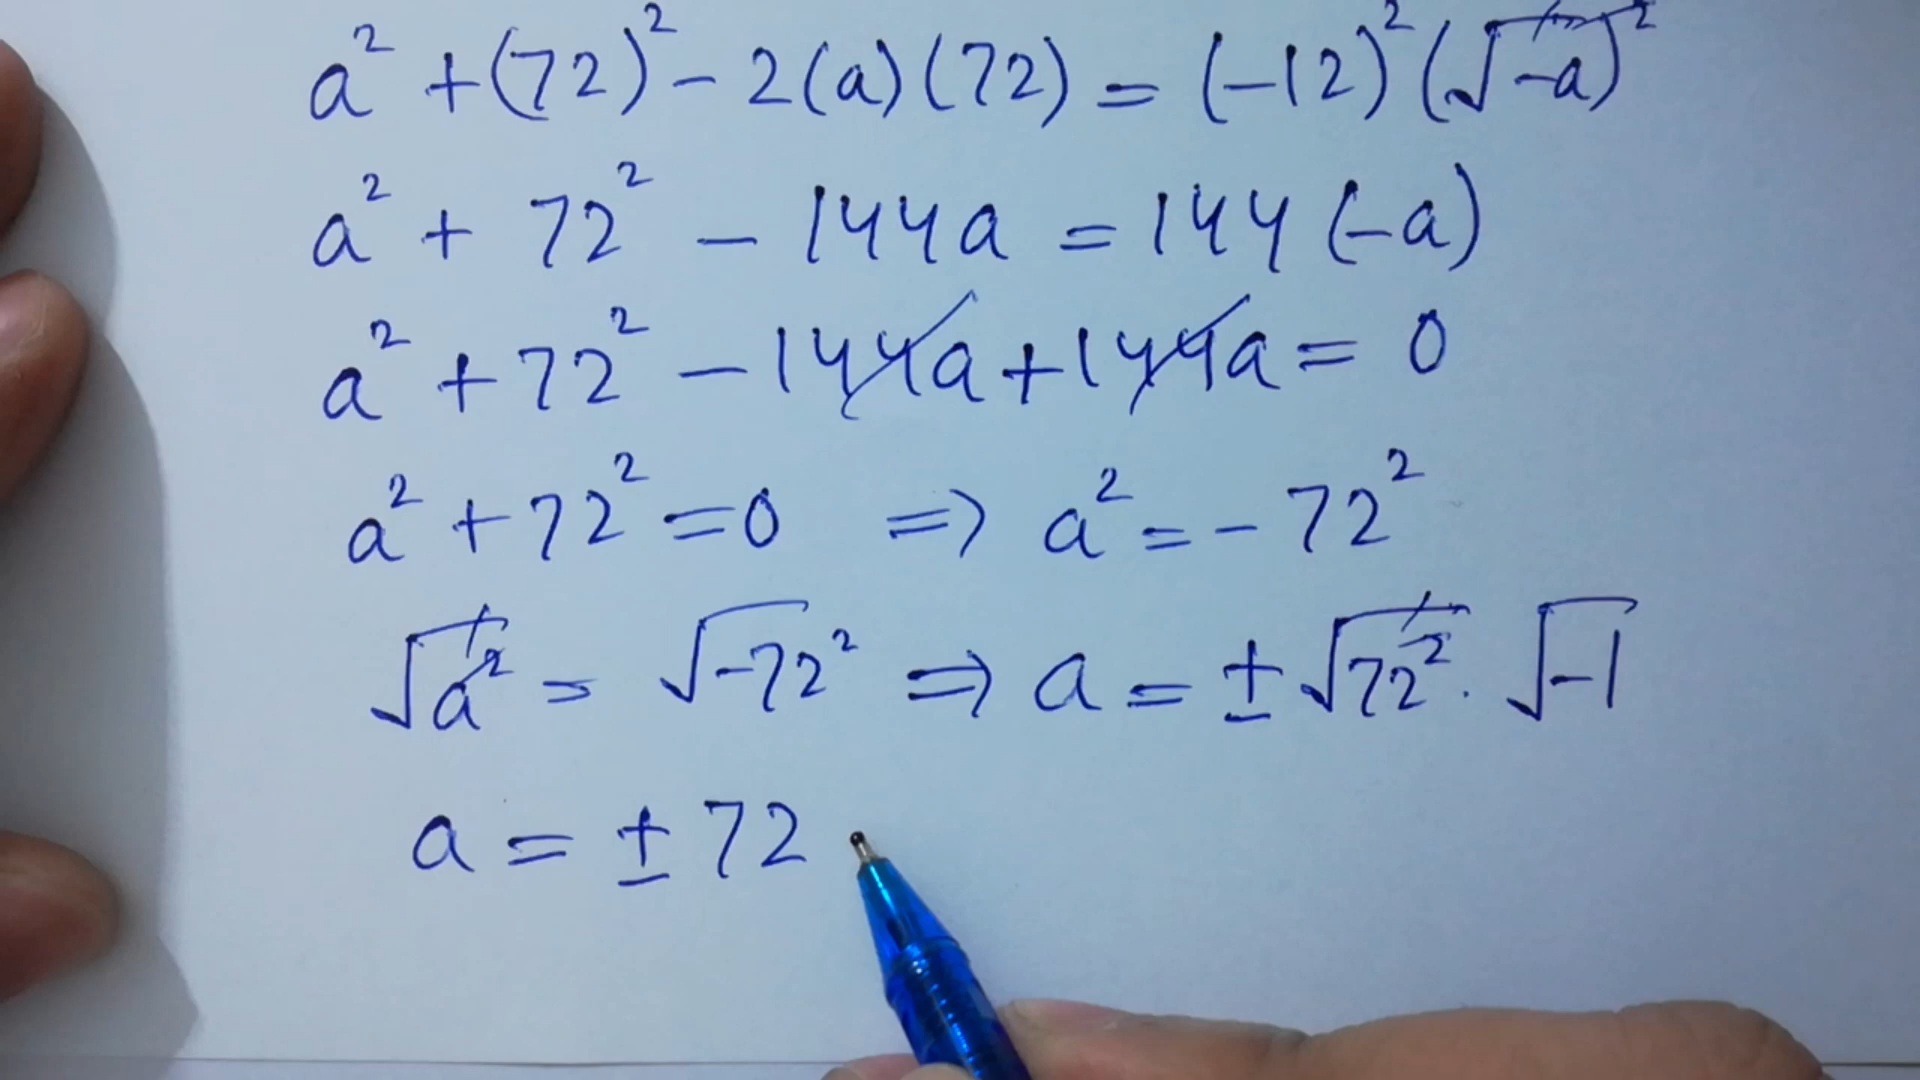 a² + (72)² - 2(a)(72) = (-12)² (√-a)²
a² + 72² - 144a = 144 (-a)
a² + 72² - 144a + 144a = 0
a² + 72² = 0 ⇒ a² = - 72²
√a² = √-72² ⇒ a = ± √72² . √-1
a = ± 72